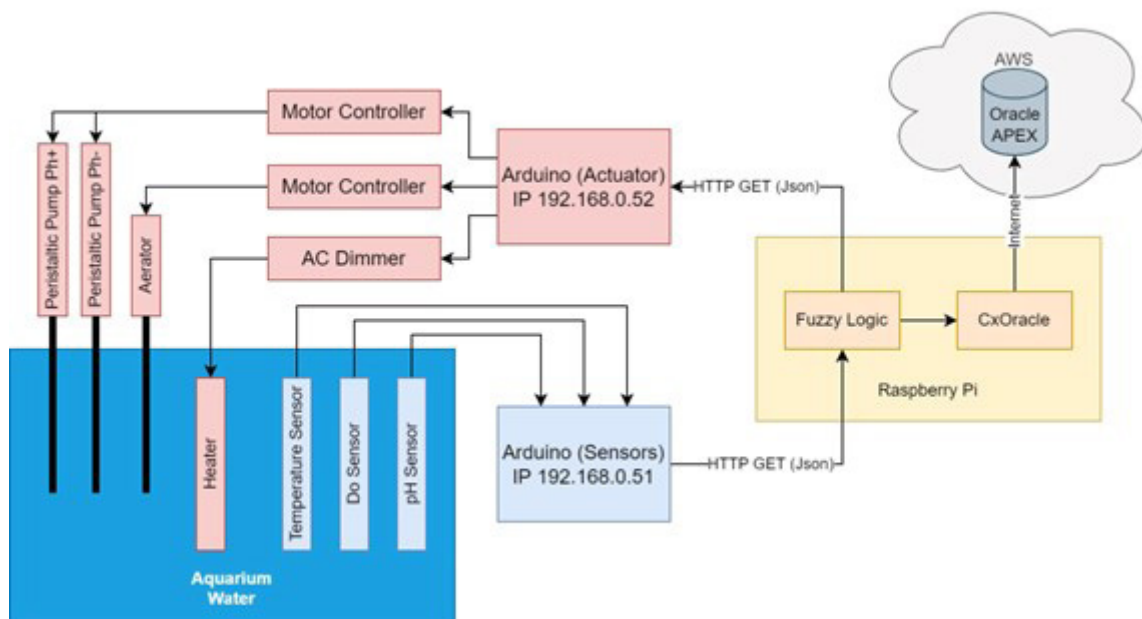 AWS
Oracle
APEX
Motor Controller
Motor Controller
AC Dimmer
Arduino (Actuator)
IP 192.168.0.52
HTTP GET (Json)
Internet
Peristaltic Pump Ph+
Peristaltic Pump Ph-
Aerator
Fuzzy Logic
CxOracle
Raspberry Pi
Heater
Temperature Sensor
Do Sensor
pH Sensor
Arduino (Sensors)
IP 192.168.0.51
HTTP GET (Json)
Aquarium
Water